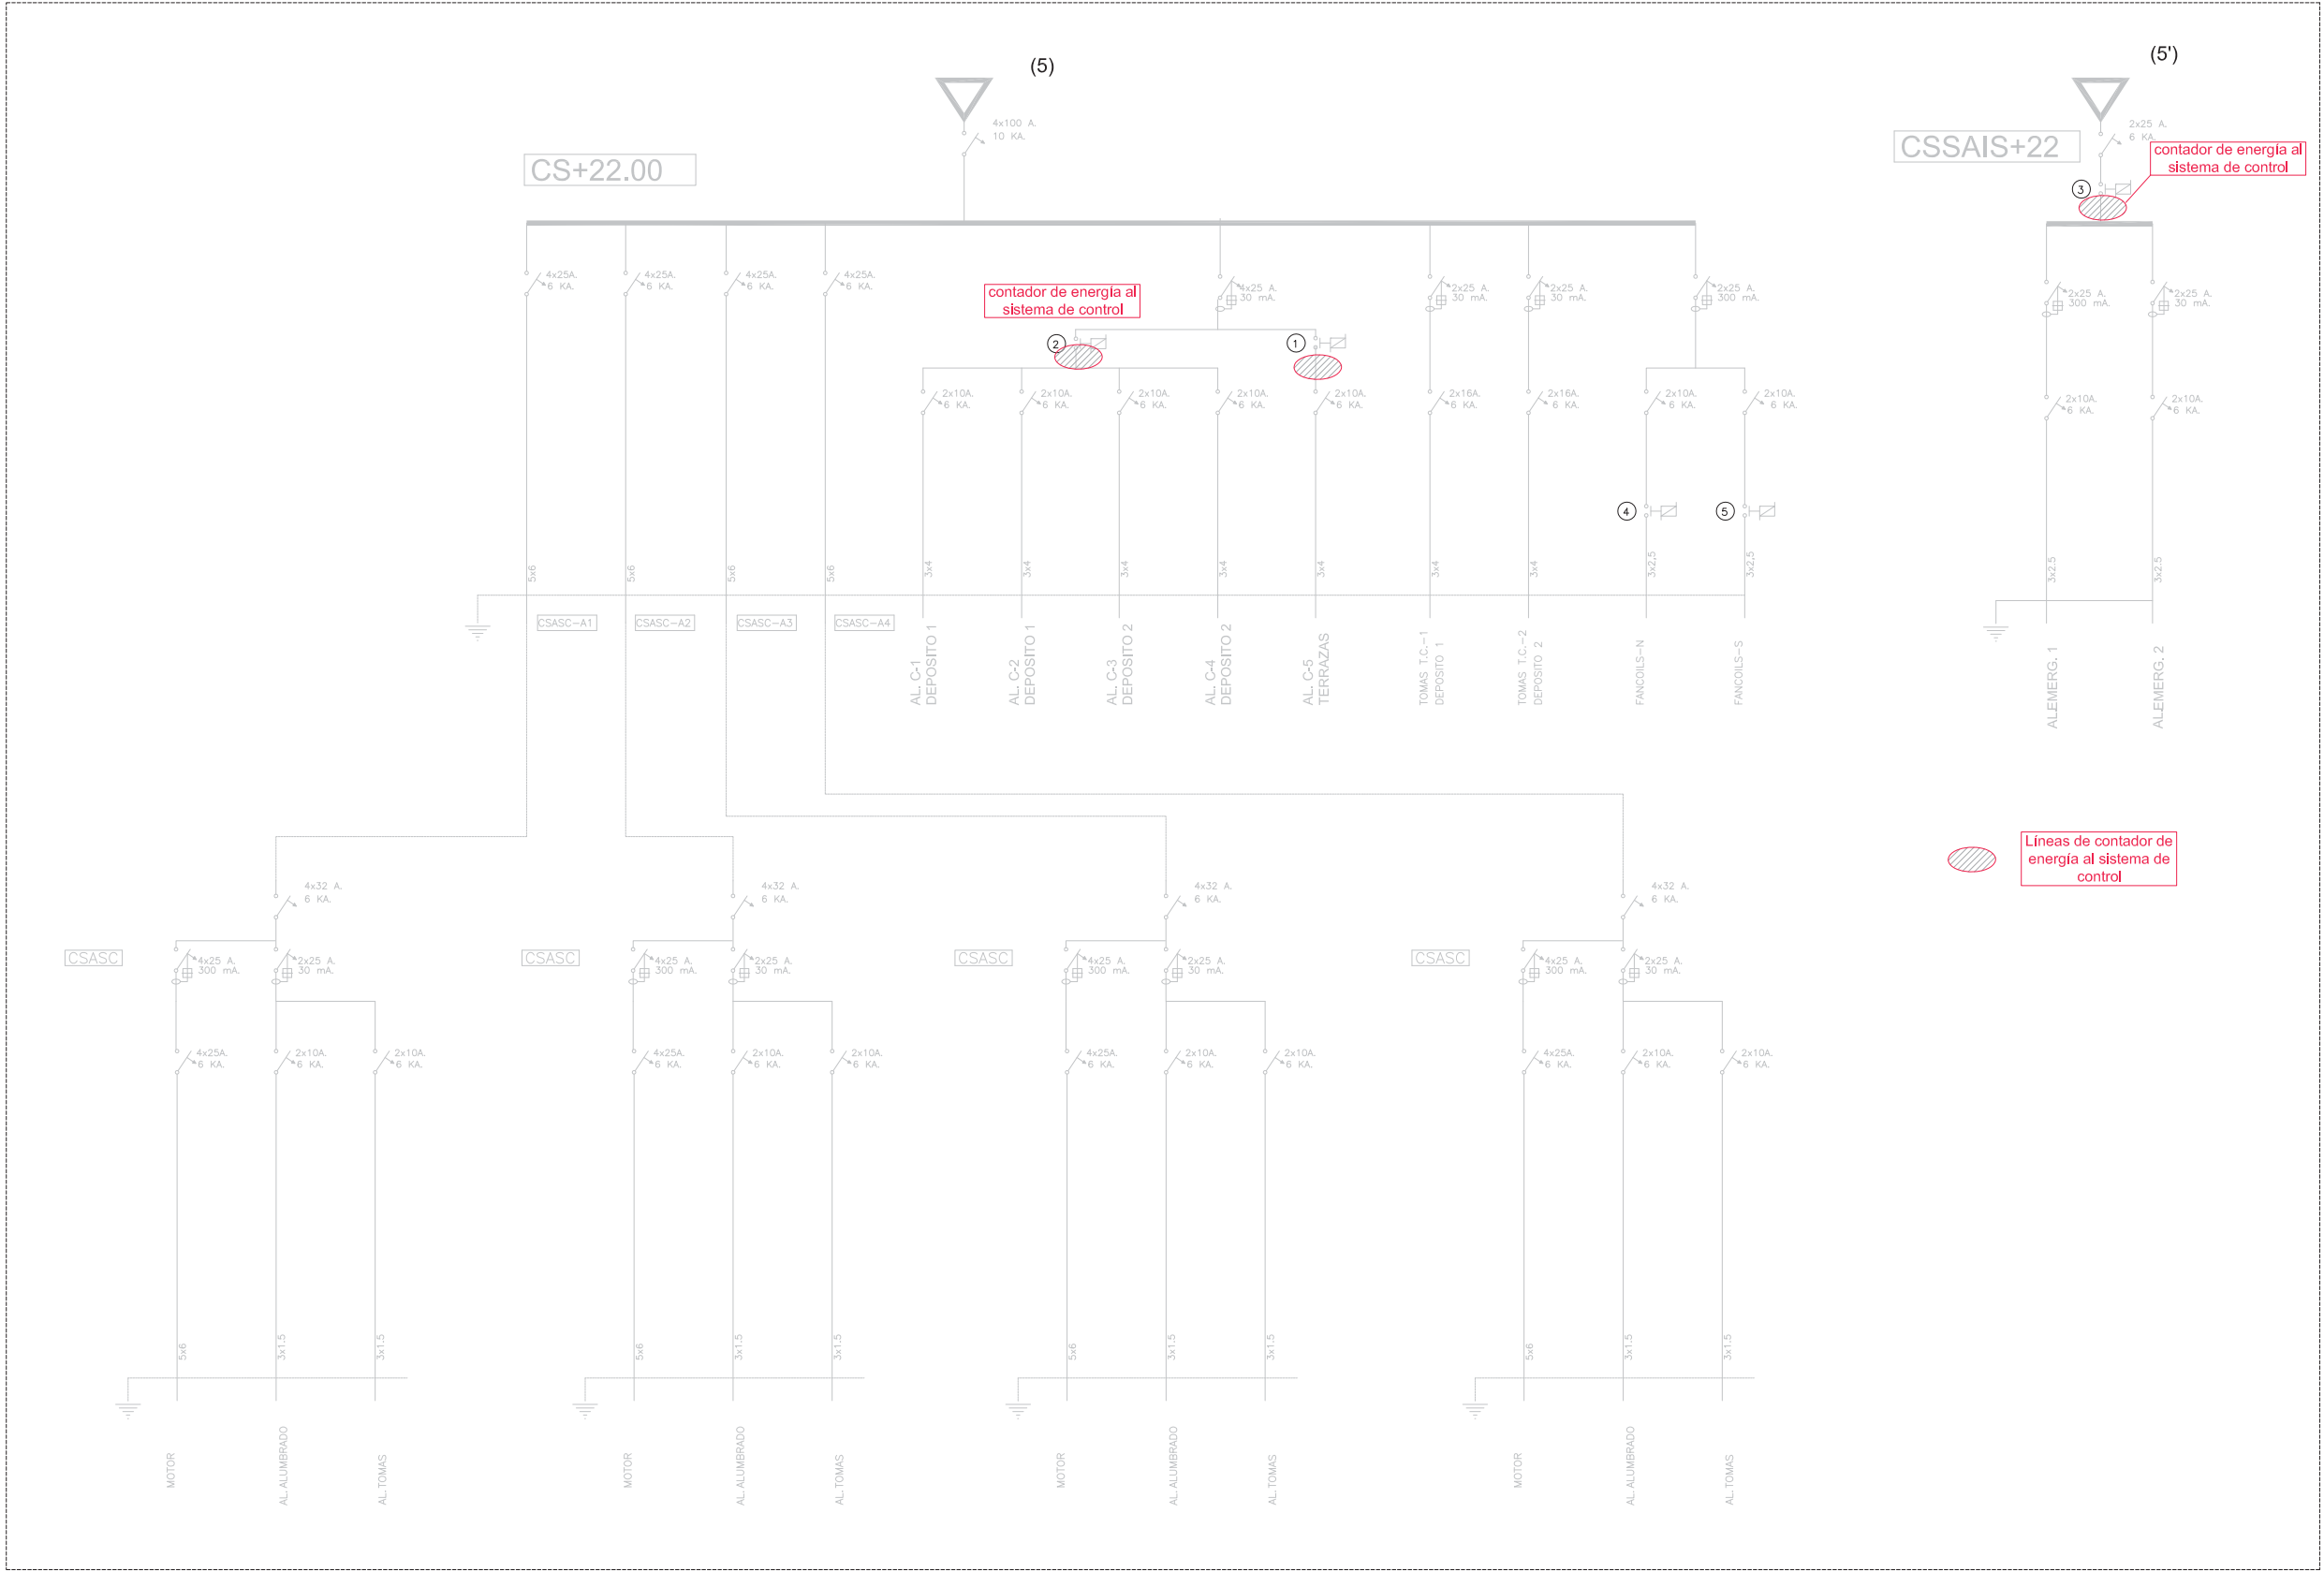 (5)
(5')
4x100 A.
10 KA.
2x25 A.
6 KA.
CS+22.00
CSSAIS+22
contador de energía al
sistema de control
3
4x25A.
6 KA.
4x25A.
6 KA.
4x25A.
6 KA.
4x25A.
6 KA.
4x25 A.
30 mA.
2x25 A.
30 mA.
2x25 A.
30 mA.
2x25 A.
300 mA.
2x25 A.
300 mA.
2x25 A.
30 mA.
contador de energía al
sistema de control
2
1
2x10A.
6 KA.
2x10A.
6 KA.
2x10A.
6 KA.
2x10A.
6 KA.
2x10A.
6 KA.
2x16A.
6 KA.
2x16A.
6 KA.
2x10A.
6 KA.
2x10A.
6 KA.
2x10A.
6 KA.
2x10A.
6 KA.
4
5
5x6
5x6
5x6
5x6
3x4
3x4
3x4
3x4
3x4
3x4
3x4
3x2,5
3x2,5
3x2.5
3x2.5
CSASC-A1
CSASC-A2
CSASC-A3
CSASC-A4
AL. C-1
DEPOSITO 1
AL. C-2
DEPOSITO 1
AL. C-3
DEPOSITO 2
AL. C-4
DEPOSITO 2
AL. C-5
TERRAZAS
TOMAS T.C.-1
DEPOSITO 1
TOMAS T.C.-2
DEPOSITO 2
FANCOILS-N
FANCOILS-S
AL.EMERG. 1
AL.EMERG. 2
Líneas de contador de
energía al sistema de
control
4x32 A.
6 KA.
4x32 A.
6 KA.
4x32 A.
6 KA.
4x32 A.
6 KA.
CSASC
4x25 A.
300 mA.
2x25 A.
30 mA.
CSASC
4x25 A.
300 mA.
2x25 A.
30 mA.
CSASC
4x25 A.
300 mA.
2x25 A.
30 mA.
CSASC
4x25 A.
300 mA.
2x25 A.
30 mA.
4x25A.
6 KA.
2x10A.
6 KA.
2x10A.
6 KA.
4x25A.
6 KA.
2x10A.
6 KA.
2x10A.
6 KA.
4x25A.
6 KA.
2x10A.
6 KA.
2x10A.
6 KA.
4x25A.
6 KA.
2x10A.
6 KA.
2x10A.
6 KA.
5x6
3x1.5
3x1.5
5x6
3x1.5
3x1.5
5x6
3x1.5
3x1.5
5x6
3x1.5
3x1.5
MOTOR
AL.ALUMBRADO
AL.TOMAS
MOTOR
AL.ALUMBRADO
AL.TOMAS
MOTOR
AL.ALUMBRADO
AL.TOMAS
MOTOR
AL.ALUMBRADO
AL.TOMAS